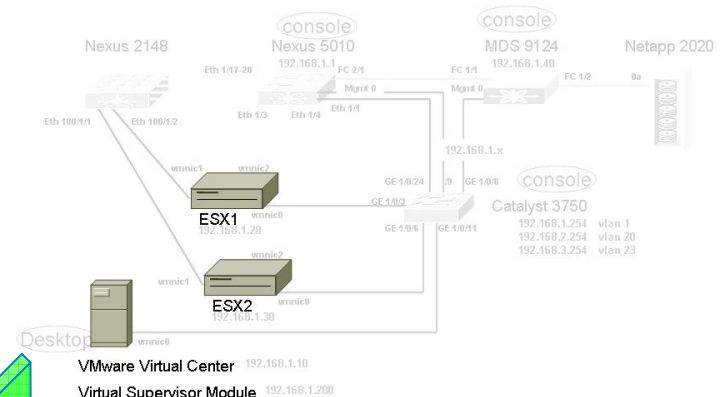 console
console
Nexus 2148
Nexus 5010
MDS 9124
Netapp 2020
192.168.1.1
192.168.1.40
Eth 1/17-20
FC 2/1
FC 1/1
FC 1/2
0a
Mgmt 0
Mgmt 0
Eth 1/1
Eth 1/3
Eth 1/4
Eth 100/1/1
Eth 100/1/2
192.168.1.x
vmnic1
vmnic2
GE 1/0/24
/0
GE 1/0/8
console
ESX1
vmnic0
GE 1/0/3
Catalyst 3750
192.168.1.20
192.168.1.254 vlan 1
GE 1/0/6
GE 1/0/11
192.168.2.254 vlan 20
192.168.3.254 vlan 23
vmnic2
vmnic1
ESX2
vmnic0
192.168.1.30
Desktop
vmnic0
VMware Virtual Center 192.168.1.10
Virtual Supervisor Module 192.168.1.200